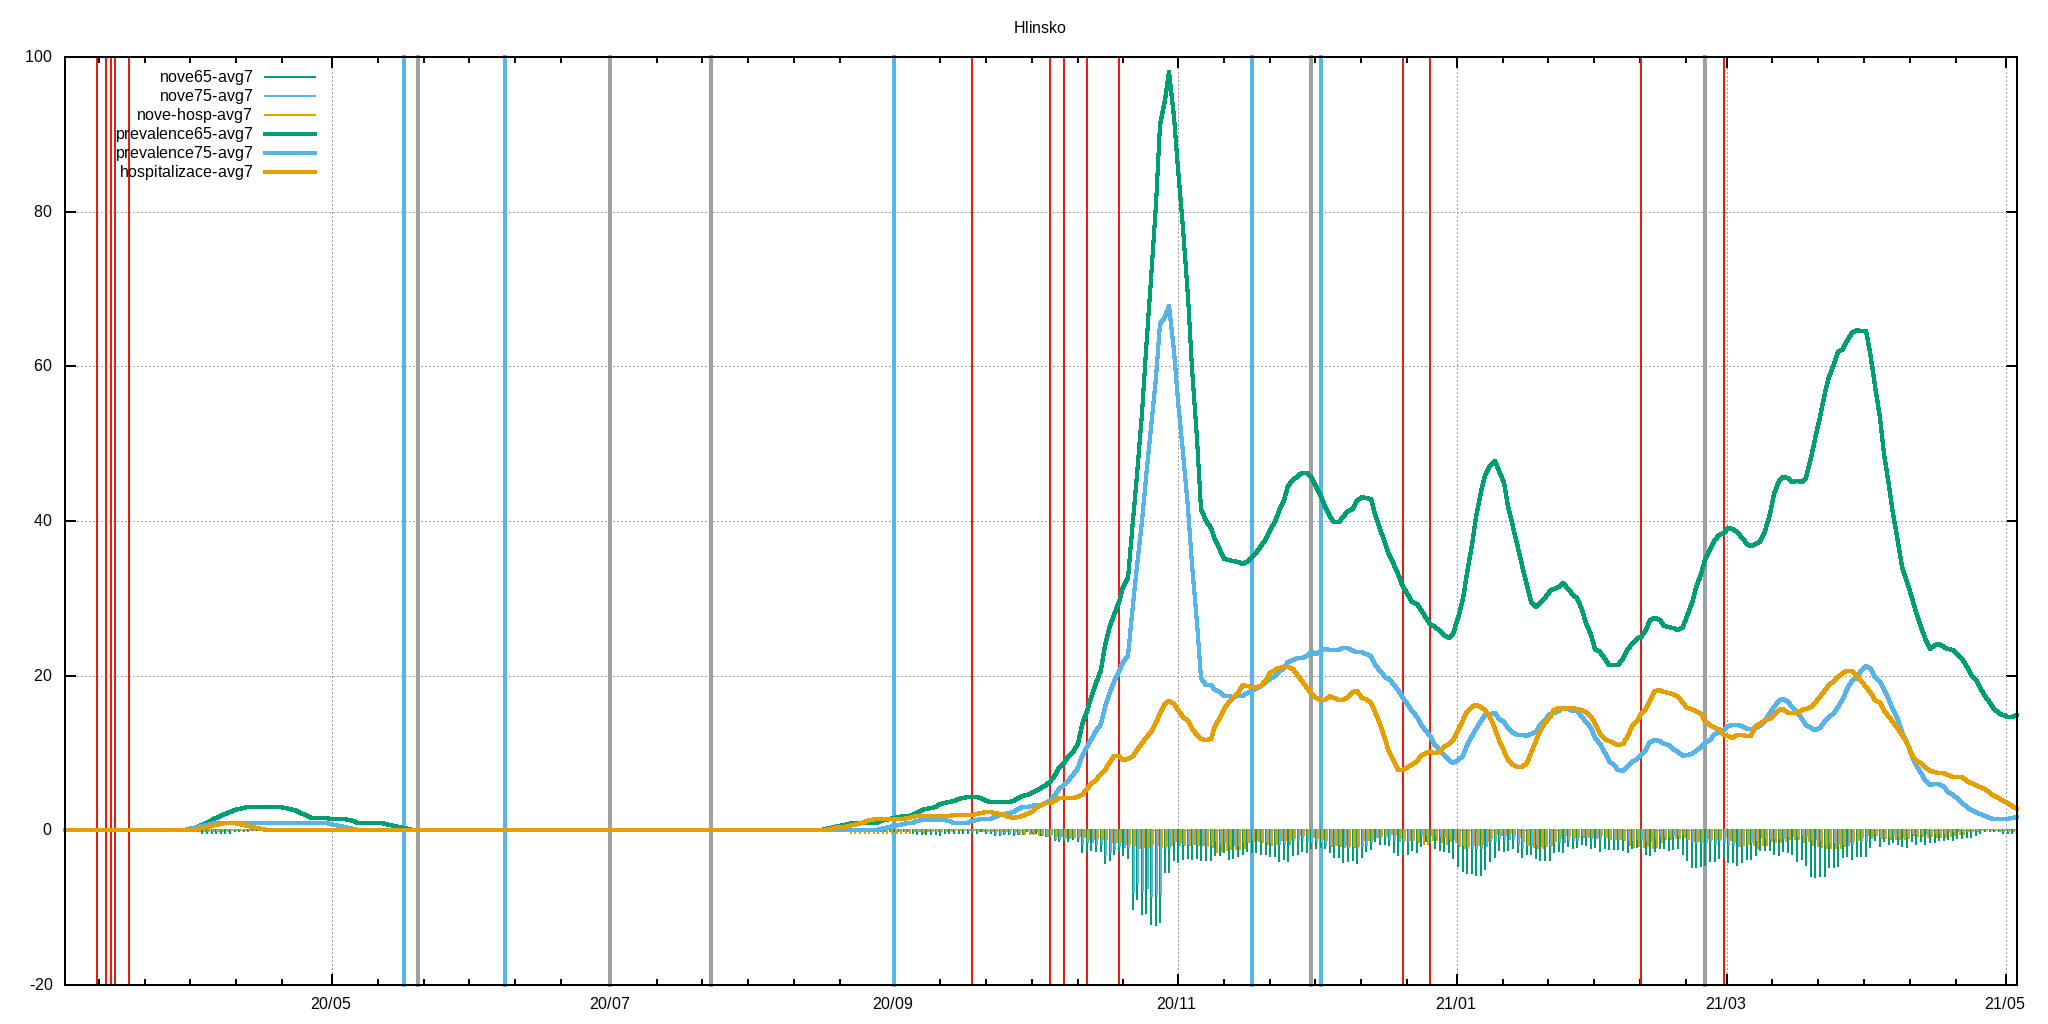 Hlinsko
100
80
60
40
20
0
-20
nove65-avg7
nove75-avg7
nove-hosp-avg7
prevalence65-avg7
prevalence75-avg7
hospitalizace-avg7
20/05 20/07 20/09 20/11 21/01 21/03 21/05